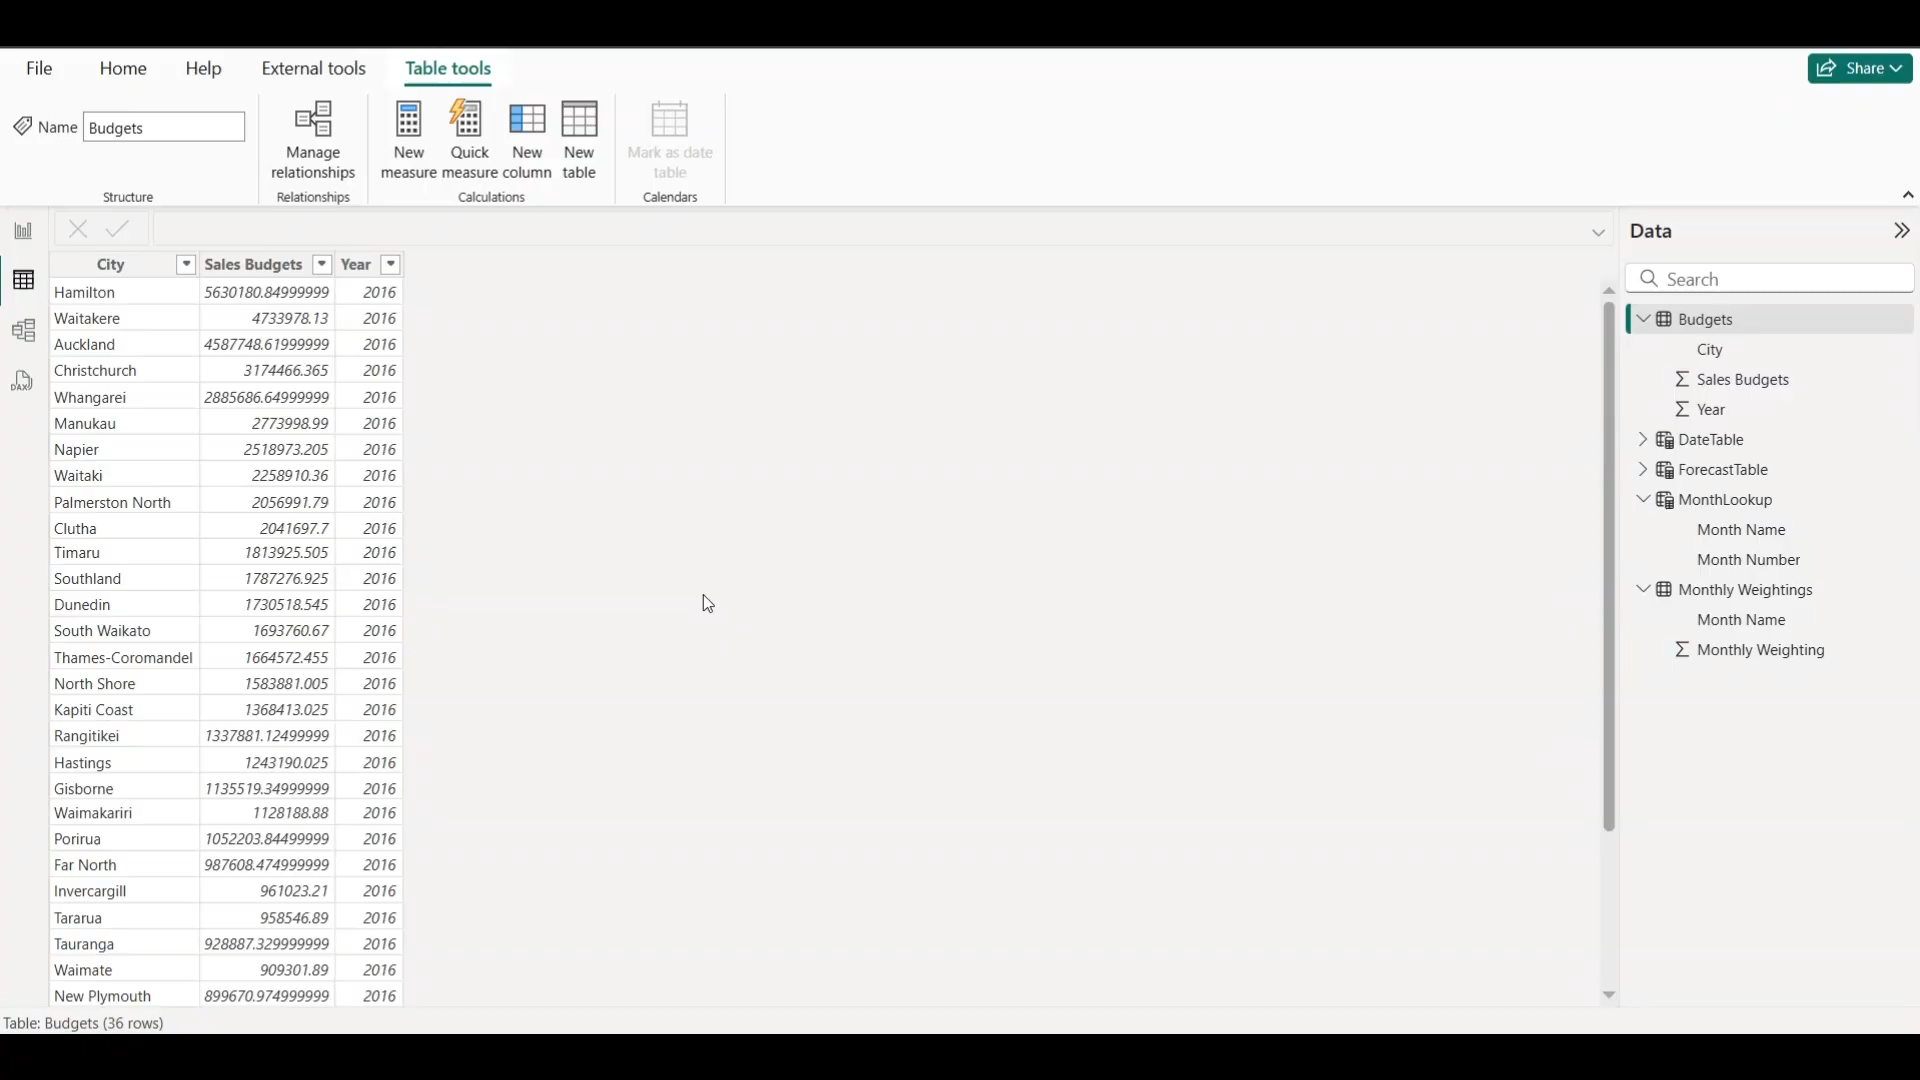 File Home Help External tools Table tools Share
Name Budgets
Manage relationships
New measure
Quick measure
New column
New table
Mark as date table
Structure Relationships Calculations Calendars
Data
Search
City Sales Budgets Year
Hamilton 5630180.84999999 2016
Waitakere 4733978.13 2016
Auckland 4587748.61999999 2016
Christchurch 3174466.365 2016
Whangarei 2885686.64999999 2016
Manukau 2773998.99 2016
Napier 2518973.205 2016
Waitaki 2258910.36 2016
Palmerston North 2056991.79 2016
Clutha 2041697.7 2016
Timaru 1813925.505 2016
Southland 1787276.925 2016
Dunedin 1730518.545 2016
South Waikato 1693760.67 2016
Thames-Coromandel 1664572.455 2016
North Shore 1583881.005 2016
Kapiti Coast 1368413.025 2016
Rangitikei 1337881.12499999 2016
Hastings 1243190.025 2016
Gisborne 1135519.34999999 2016
Waimakariri 1128188.88 2016
Porirua 1052203.84499999 2016
Far North 987608.474999999 2016
Invercargill 961023.21 2016
Tararua 958546.89 2016
Tauranga 928887.329999999 2016
Waimate 909301.89 2016
New Plymouth 899670.974999999 2016
Budgets
City
Sales Budgets
Year
DateTable
ForecastTable
MonthLookup
Month Name
Month Number
Monthly Weightings
Month Name
Monthly Weighting
DAX
Table: Budgets (36 rows)